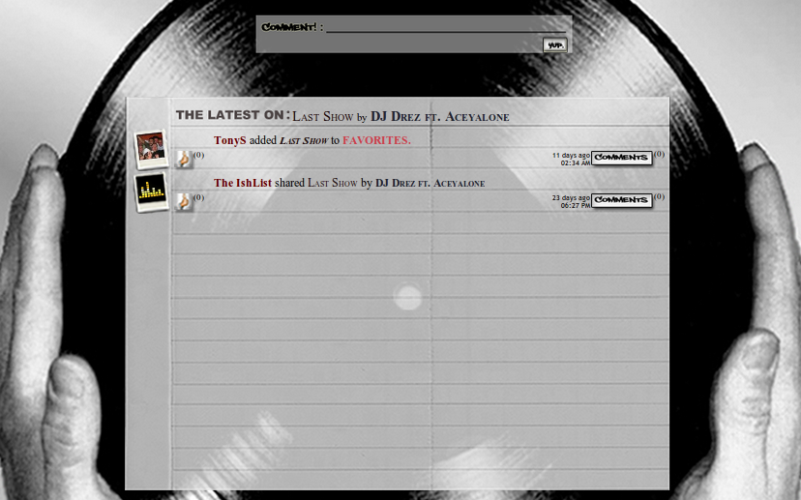 COMMENT! :
THE LATEST ON: LAST SHOW by DJ DREZ FT. ACEYALONE
TonyS added LAST SHOW to FAVORITES.
(0) 11 days ago COMMENTS (0)
02:34 AM
The IshList shared LAST SHOW by DJ DREZ FT. ACEYALONE
(0) 23 days ago COMMENTS (0)
06:27 PM